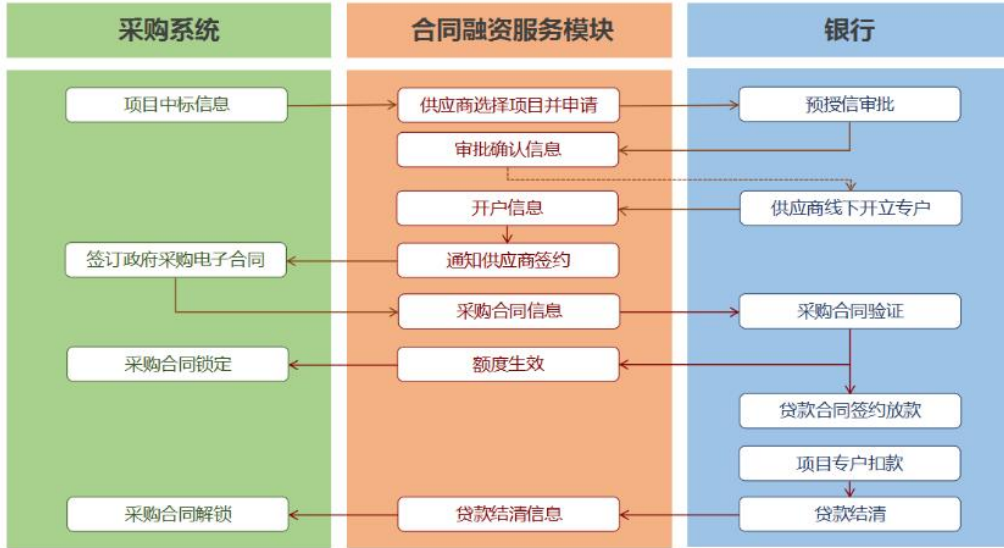 采购系统
合同融资服务模块
银行
项目中标信息
供应商选择项目并申请
预授信审批
审批确认信息
开户信息
供应商线下开立专户
签订政府采购电子合同
通知供应商签约
采购合同信息
采购合同验证
采购合同锁定
额度生效
贷款合同签约放款
项目专户扣款
采购合同解锁
贷款结清信息
贷款结清